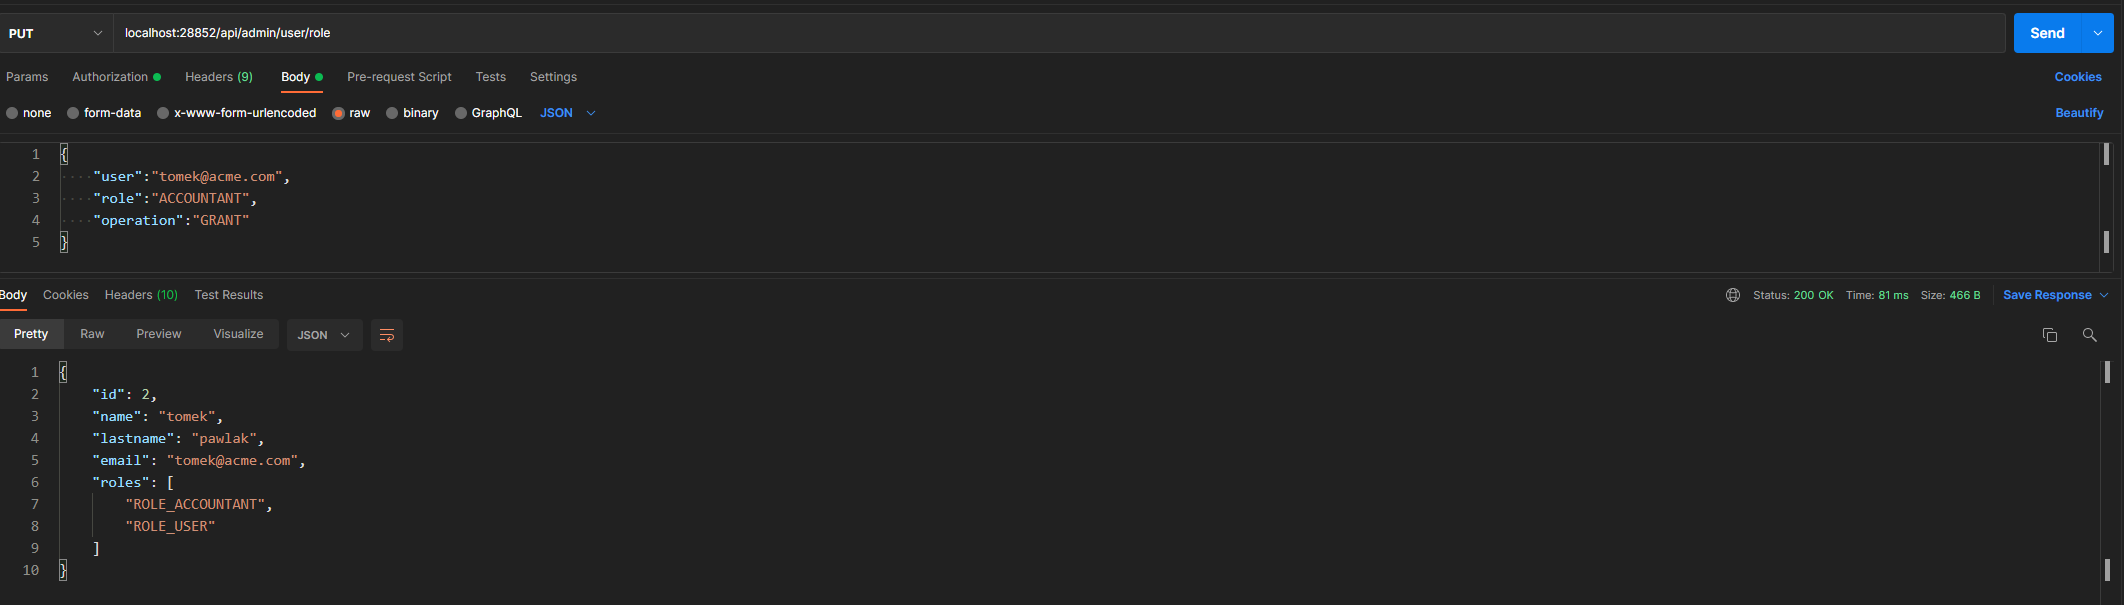 PUT localhost:28852/api/admin/user/role Send
Params Authorization Headers (9) Body Pre-request Script Tests Settings Cookies
none form-data x-www-form-urlencoded raw binary GraphQL JSON Beautify
1 {
2 "user":"tomek@acme.com",
3 "role":"ACCOUNTANT",
4 "operation":"GRANT"
5 }
Body Cookies Headers (10) Test Results Status: 200 OK Time: 81 ms Size: 466 B Save Response
Pretty Raw Preview Visualize JSON
1 {
2 "id": 2,
3 "name": "tomek",
4 "lastname": "pawlak",
5 "email": "tomek@acme.com",
6 "roles": [
7 "ROLE_ACCOUNTANT",
8 "ROLE_USER"
9 ]
10 }